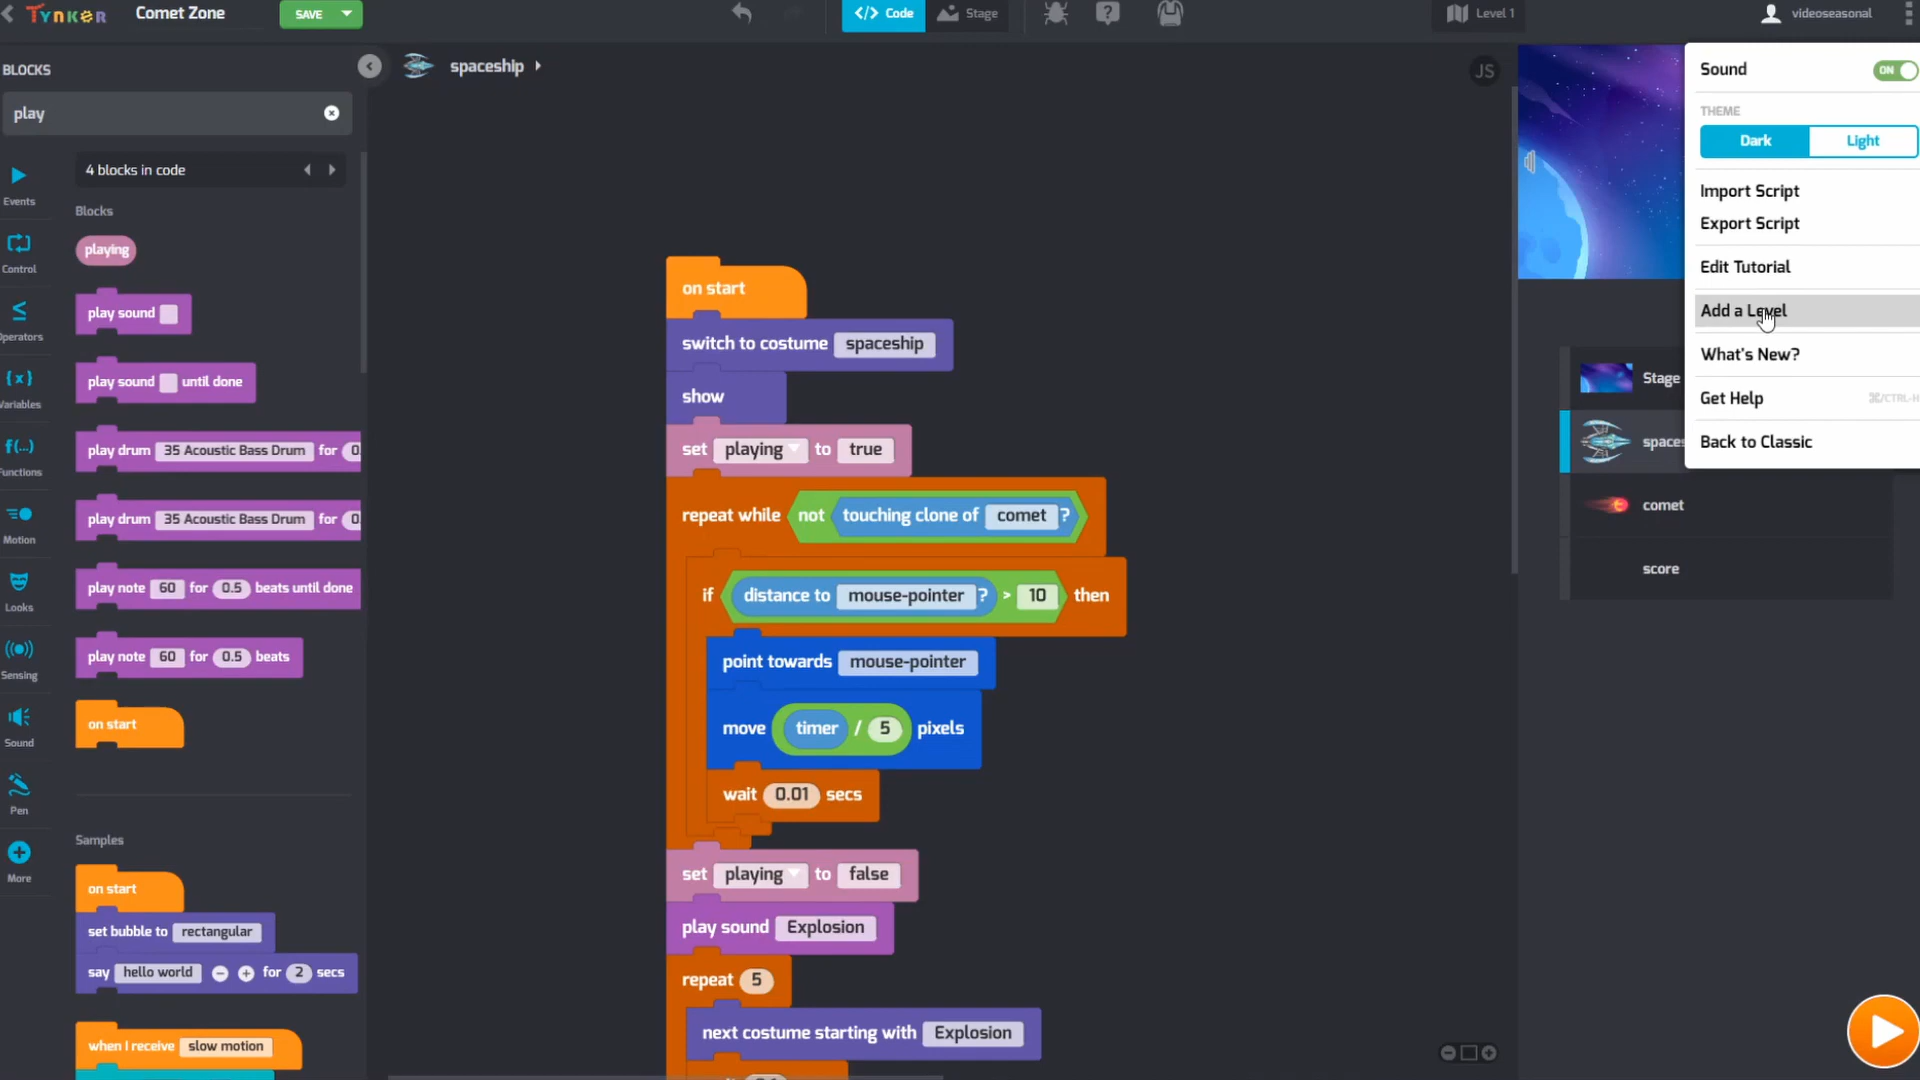 Tynker
Comet Zone
SAVE
</> Code
Stage
Level 1
videoseasonal
BLOCKS
play
4 blocks in code
Blocks
playing
play sound
play sound until done
play drum 35 Acoustic Bass Drum for 0.
play drum 35 Acoustic Bass Drum for 0.
play note 60 for 0.5 beats until done
play note 60 for 0.5 beats
on start
Samples
on start
set bubble to rectangular
say hello world for 2 secs
when I receive slow motion
Events
Control
Operators
{x}
Variables
f(...)
Functions
Motion
Looks
Sensing
Sound
Pen
More
spaceship
JS
on start
switch to costume spaceship
show
set playing to true
repeat while not touching clone of comet ?
if distance to mouse-pointer ? > 10 then
point towards mouse-pointer
move timer / 5 pixels
wait 0.01 secs
set playing to false
play sound Explosion
repeat 5
next costume starting with Explosion
Sound ON
THEME
Dark Light
Import Script
Export Script
Edit Tutorial
Add a Level
What's New?
Get Help ⌘/CTRL-H
Back to Classic
Stage
spaces
comet
score